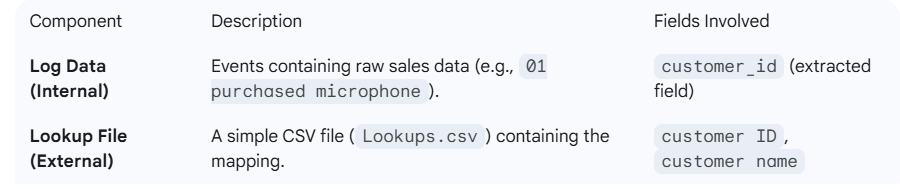 Component Description Fields Involved
Log Data Events containing raw sales data (e.g., 01 customer_id (extracted
(Internal) purchased microphone ). field)
Lookup File A simple CSV file ( Lookups.csv ) containing the customer ID ,
(External) mapping. customer name